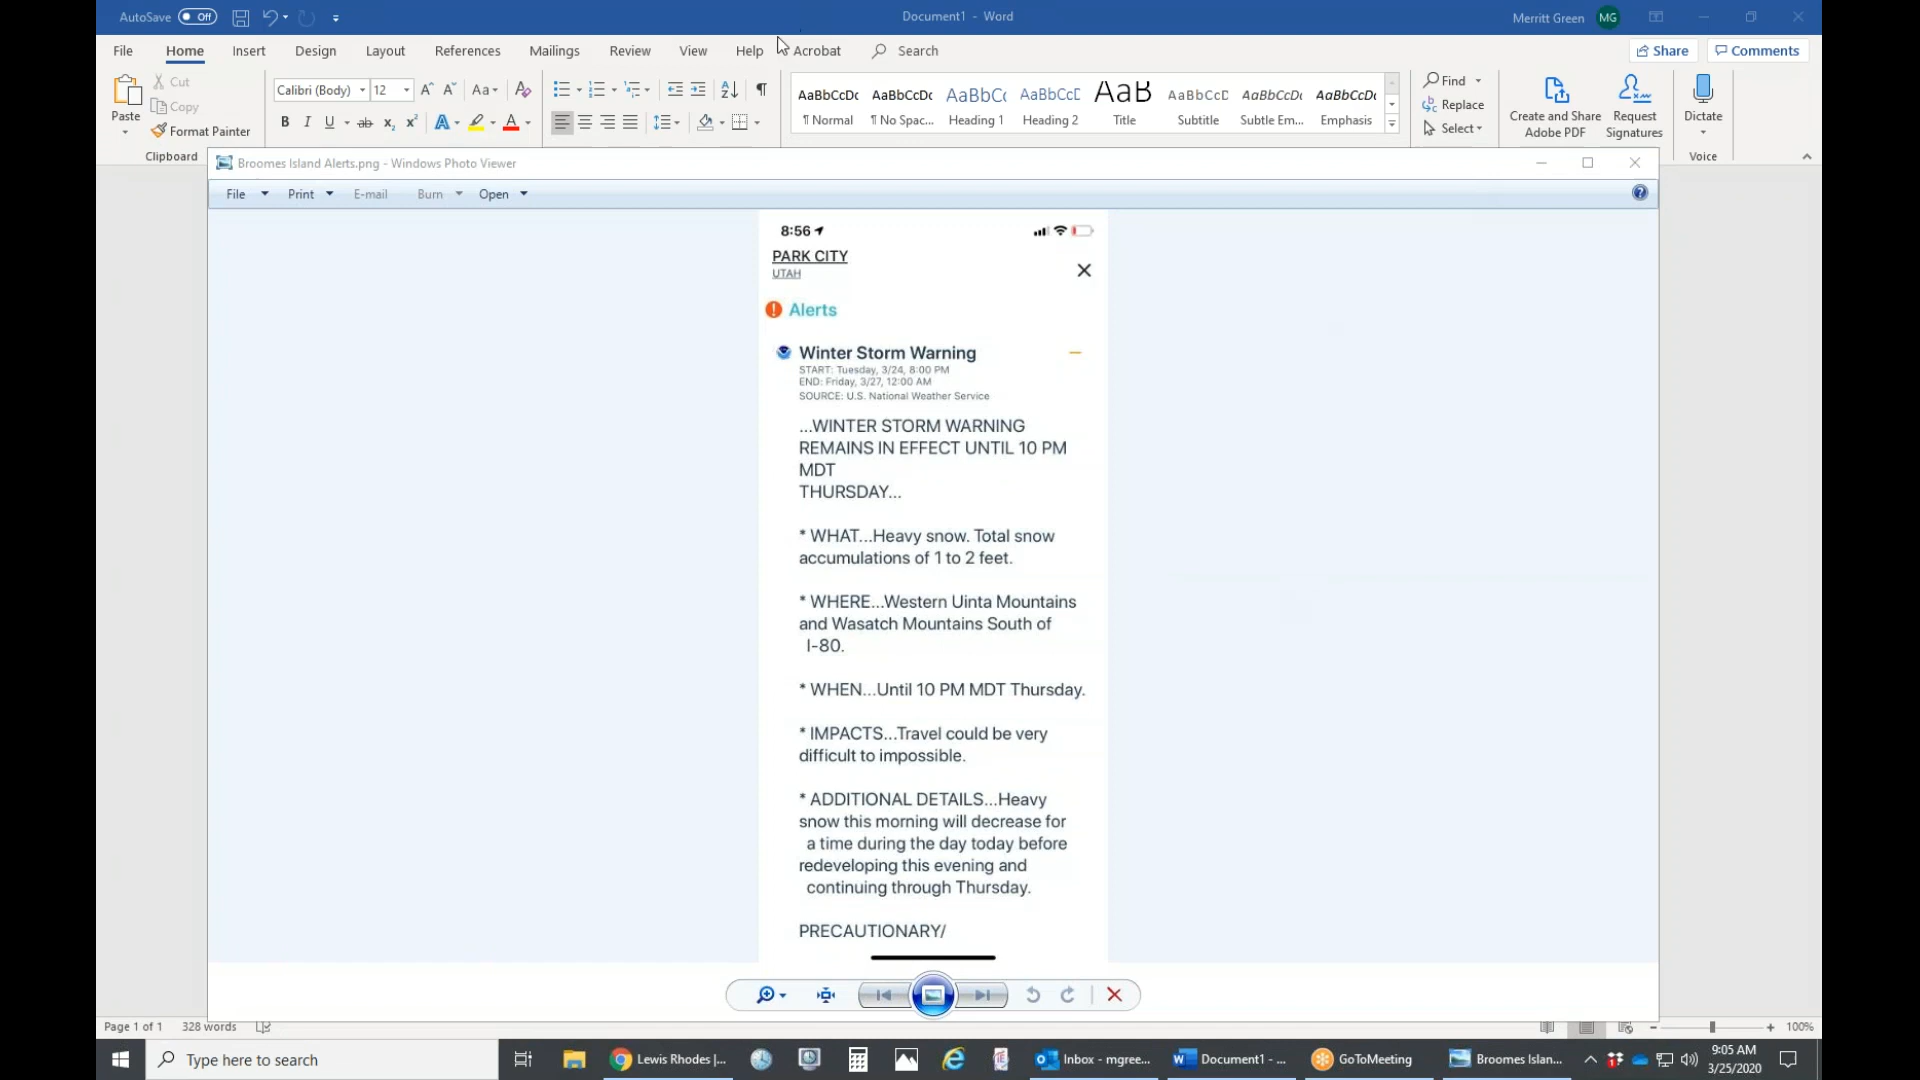 AutoSave Off
Document1 - Word
Merritt Green MG
File Home Insert Design Layout References Mailings Review View Help Acrobat Search
Share Comments
Paste
Cut
Copy
Format Painter
Clipboard
Calibri (Body) 12
AaBbCcDc AaBbCcDc AaBbCc AaBbCcD AaB AaBbCcD AaBbCcDc AaBbCcDc
¶ Normal ¶ No Spac... Heading 1 Heading 2 Title Subtitle Subtle Em... Emphasis
Find
Replace
Select
Create and Share
Adobe PDF
Request
Signatures
Dictate
Voice
Broomes Island Alerts.png - Windows Photo Viewer
File Print E-mail Burn Open
8:56
PARK CITY
UTAH
Alerts
Winter Storm Warning
START: Tuesday, 3/24, 8:00 PM
END: Friday, 3/27, 12:00 AM
SOURCE: U.S. National Weather Service
...WINTER STORM WARNING
REMAINS IN EFFECT UNTIL 10 PM
MDT
THURSDAY...
* WHAT...Heavy snow. Total snow
accumulations of 1 to 2 feet.
* WHERE...Western Uinta Mountains
and Wasatch Mountains South of
I-80.
* WHEN...Until 10 PM MDT Thursday.
* IMPACTS...Travel could be very
difficult to impossible.
* ADDITIONAL DETAILS...Heavy
snow this morning will decrease for
a time during the day today before
redeveloping this evening and
continuing through Thursday.
PRECAUTIONARY/
Page 1 of 1 328 words
100%
Type here to search
Lewis Rhodes |...
Inbox - mgree...
Document1 - ...
GoToMeeting
Broomes Islan...
9:05 AM
3/25/2020